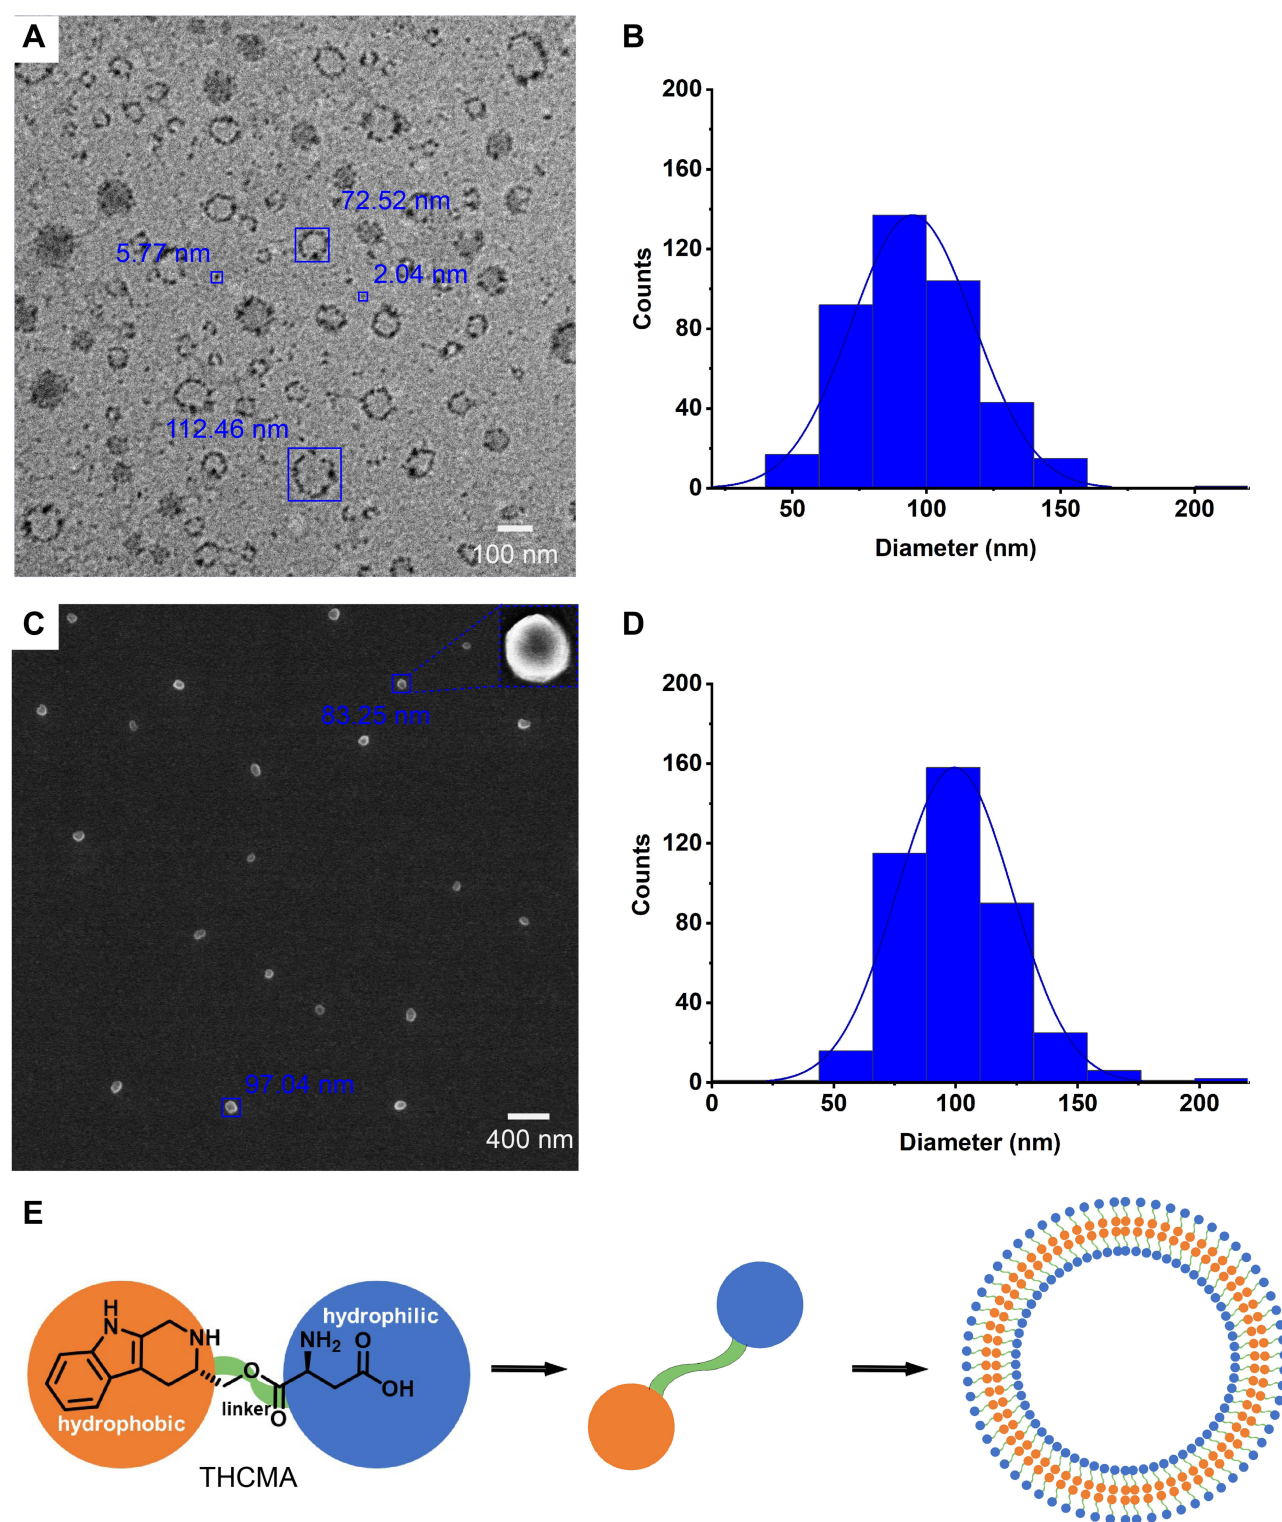 A
72.52 nm
5.77 nm
2.04 nm
112.46 nm
100 nm
B
200
160
120
80
40
0
Counts
50
100
150
200
Diameter (nm)
C
83.25 nm
97.04 nm
400 nm
D
200
160
120
80
40
0
Counts
0
50
100
150
200
Diameter (nm)
E
H
N
NH
hydrophobic
O
linker
O
hydrophilic
NH2
O
OH
THCMA